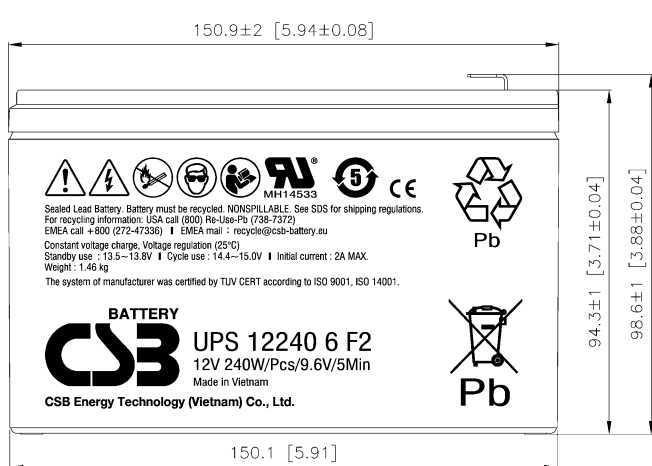 150.9±2 [5.94±0.08]
5
MH14533
Sealed Lead Battery. Battery must be recycled. NONSPILLABLE. See SDS for shipping regulations.
For recycling information: USA call (800) Re-Use-Pb (738-7372)
EMEA call +800 (272-47336) I EMEA mail : recycle@csb-battery.eu
Constant voltage charge, Voltage regulation (25°C)
Standby use : 13.5~13.8V I Cycle use : 14.4~15.0V I Initial current : 2A MAX.
Weight : 1.46 kg
The system of manufacturer was certified by TUV CERT according to ISO 9001, ISO 14001.
Pb
BATTERY
CSB
UPS 12240 6 F2
12V 240W/Pcs/9.6V/5Min
Made in Vietnam
CSB Energy Technology (Vietnam) Co., Ltd.
Pb
94.3±1 [3.71±0.04]
98.6±1 [3.88±0.04]
150.1 [5.91]